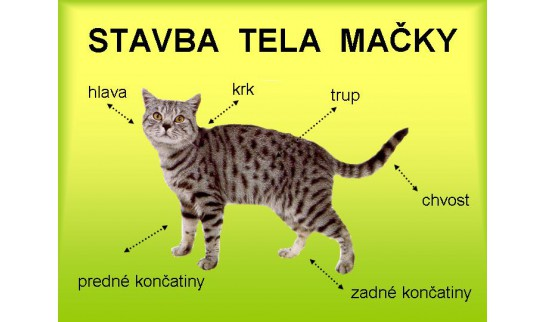 STAVBA TELA MAČKY
hlava
krk
trup
chvost
predné končatiny
zadné končatiny